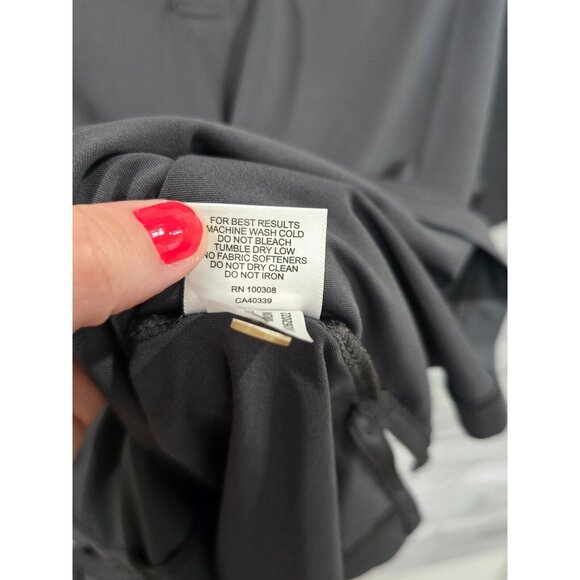 FOR BEST RESULTS
MACHINE WASH COLD
DO NOT BLEACH
TUMBLE DRY LOW
NO FABRIC SOFTENERS
DO NOT DRY CLEAN
DO NOT IRON
RN 100308
CA40339